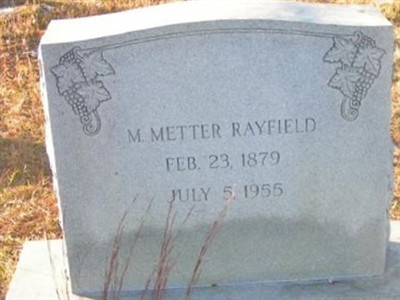 M. METTER RAYFIELD
FEB. 23, 1879
JULY 5, 1955